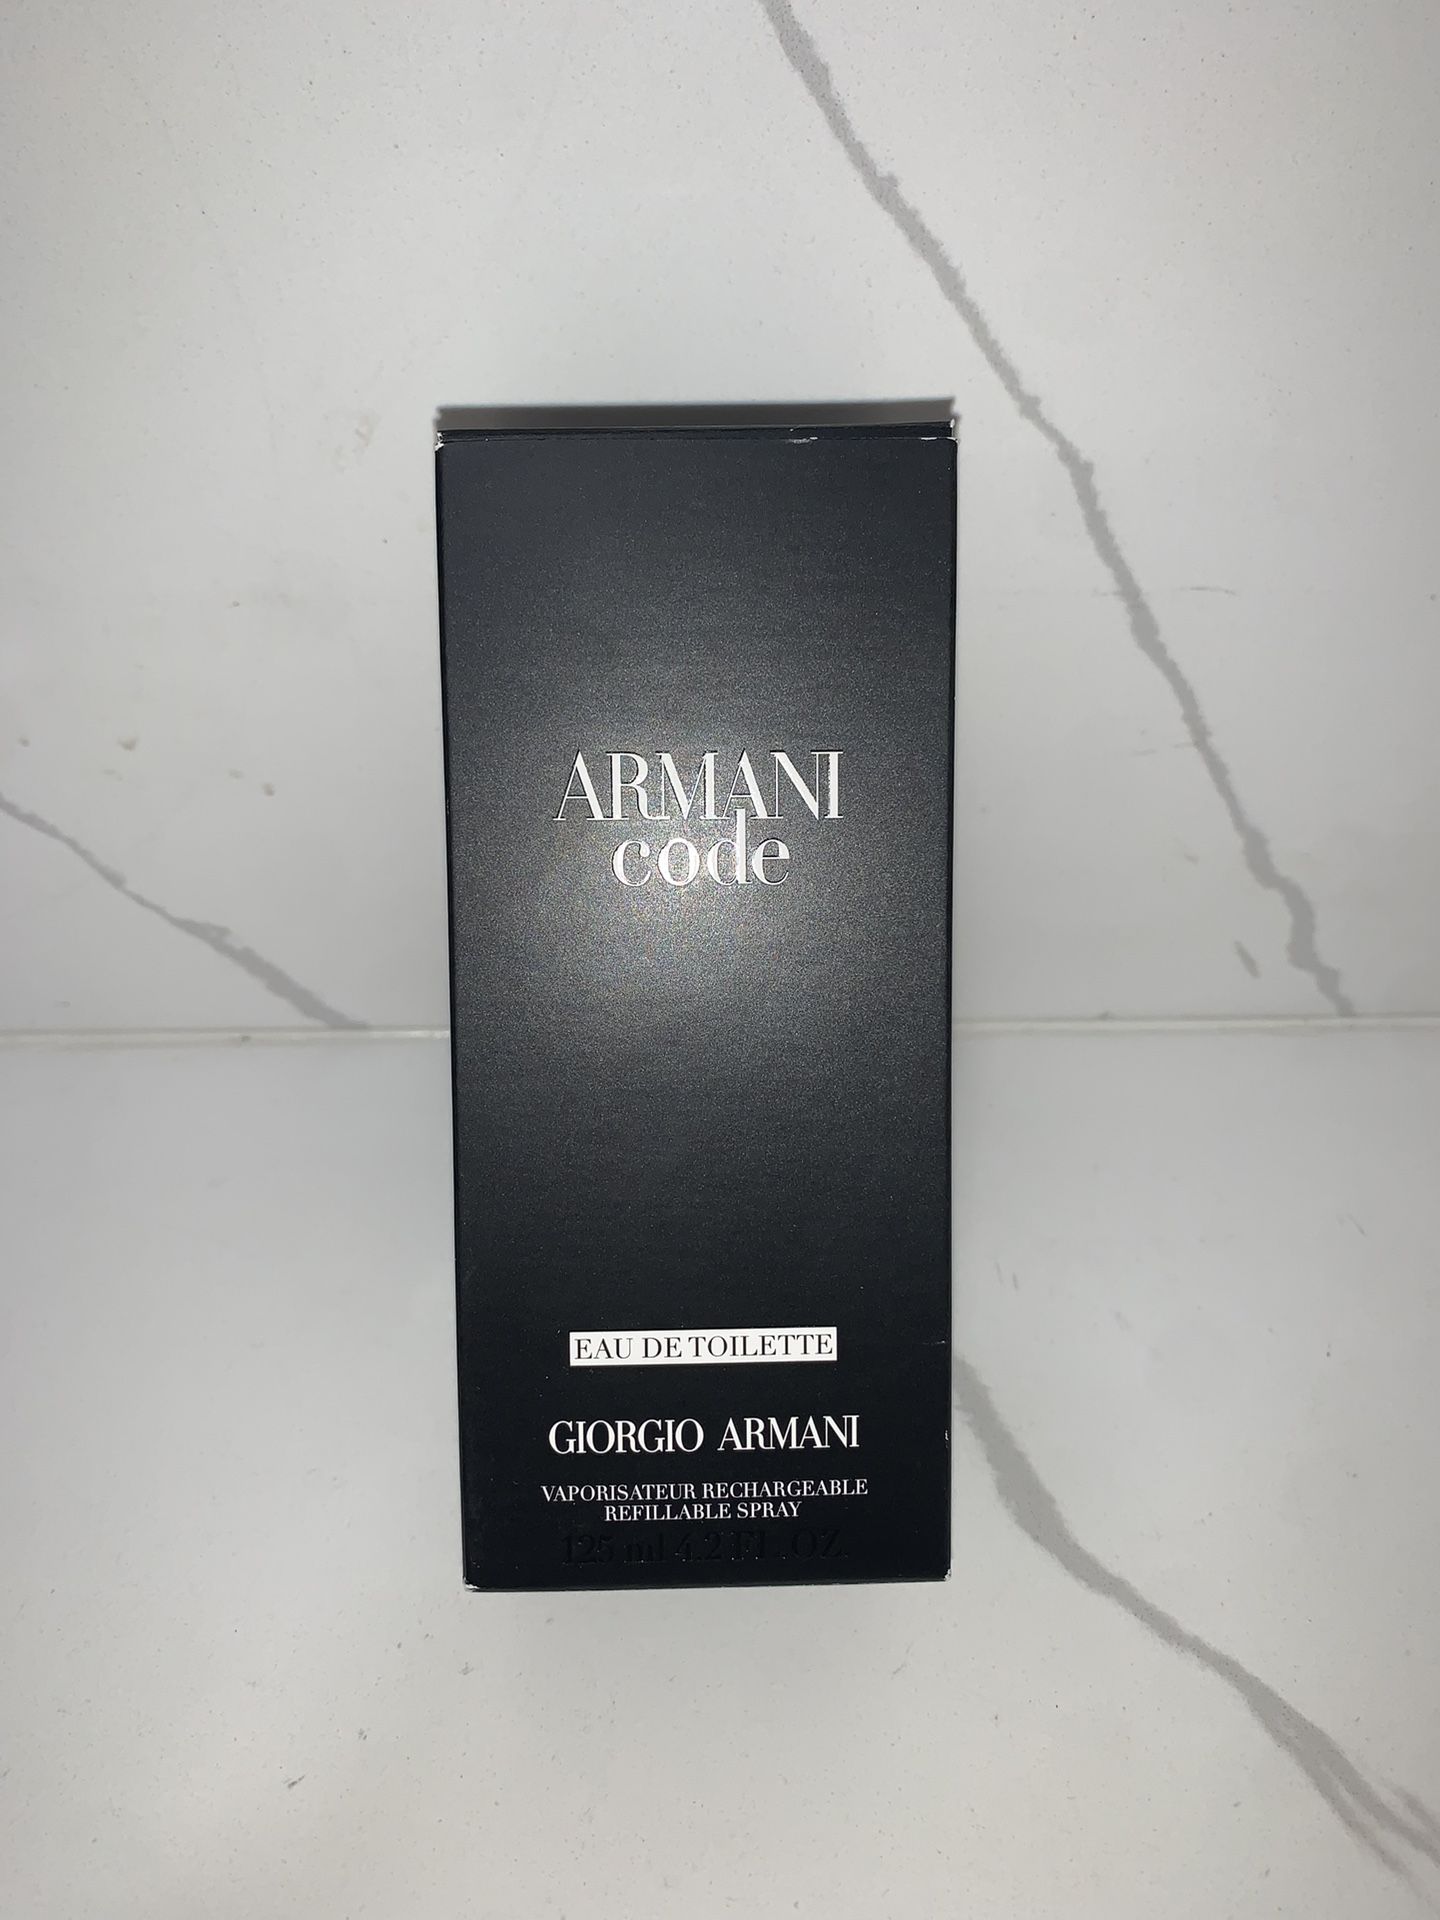 ARMANI
code
EAU DE TOILETTE
GIORGIO ARMANI
VAPORISATEUR RECHARGEABLE
REFILLABLE SPRAY
125 ml 4.2 FL. OZ.